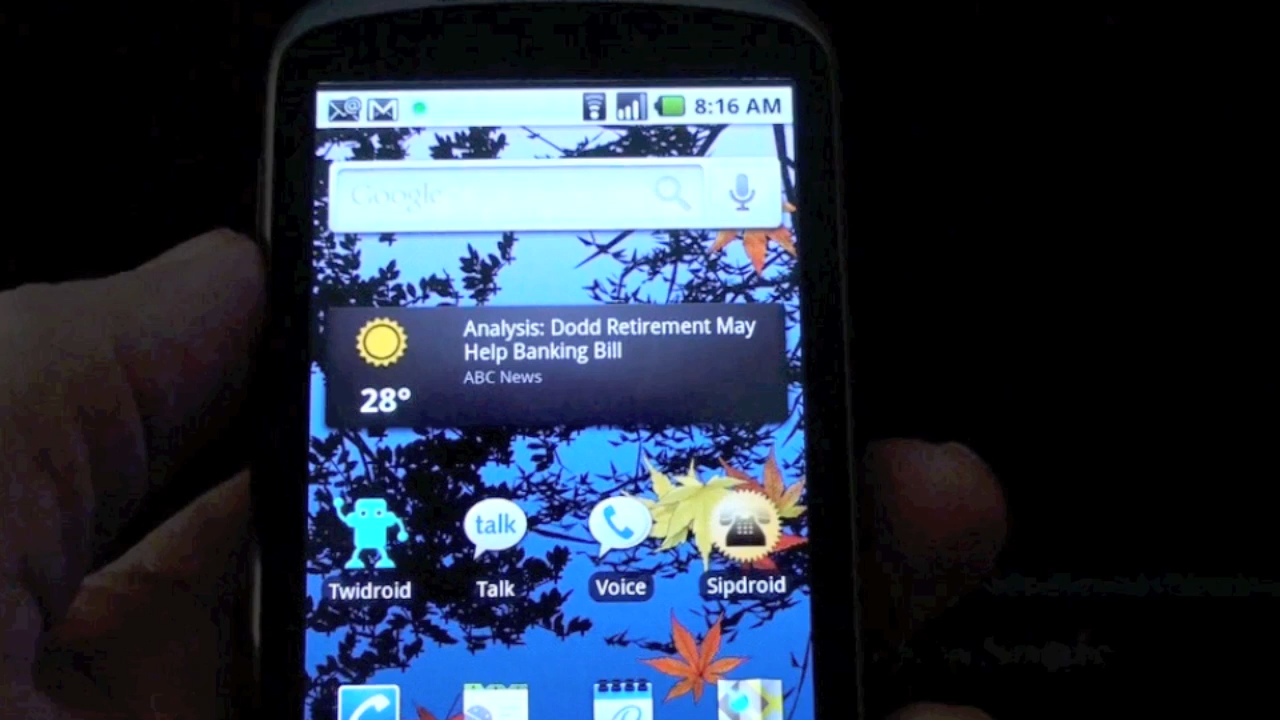 8:16 AM
Google
Analysis: Dodd Retirement May
Help Banking Bill
ABC News
28°
talk
Twidroid
Talk
Voice
Sipdroid